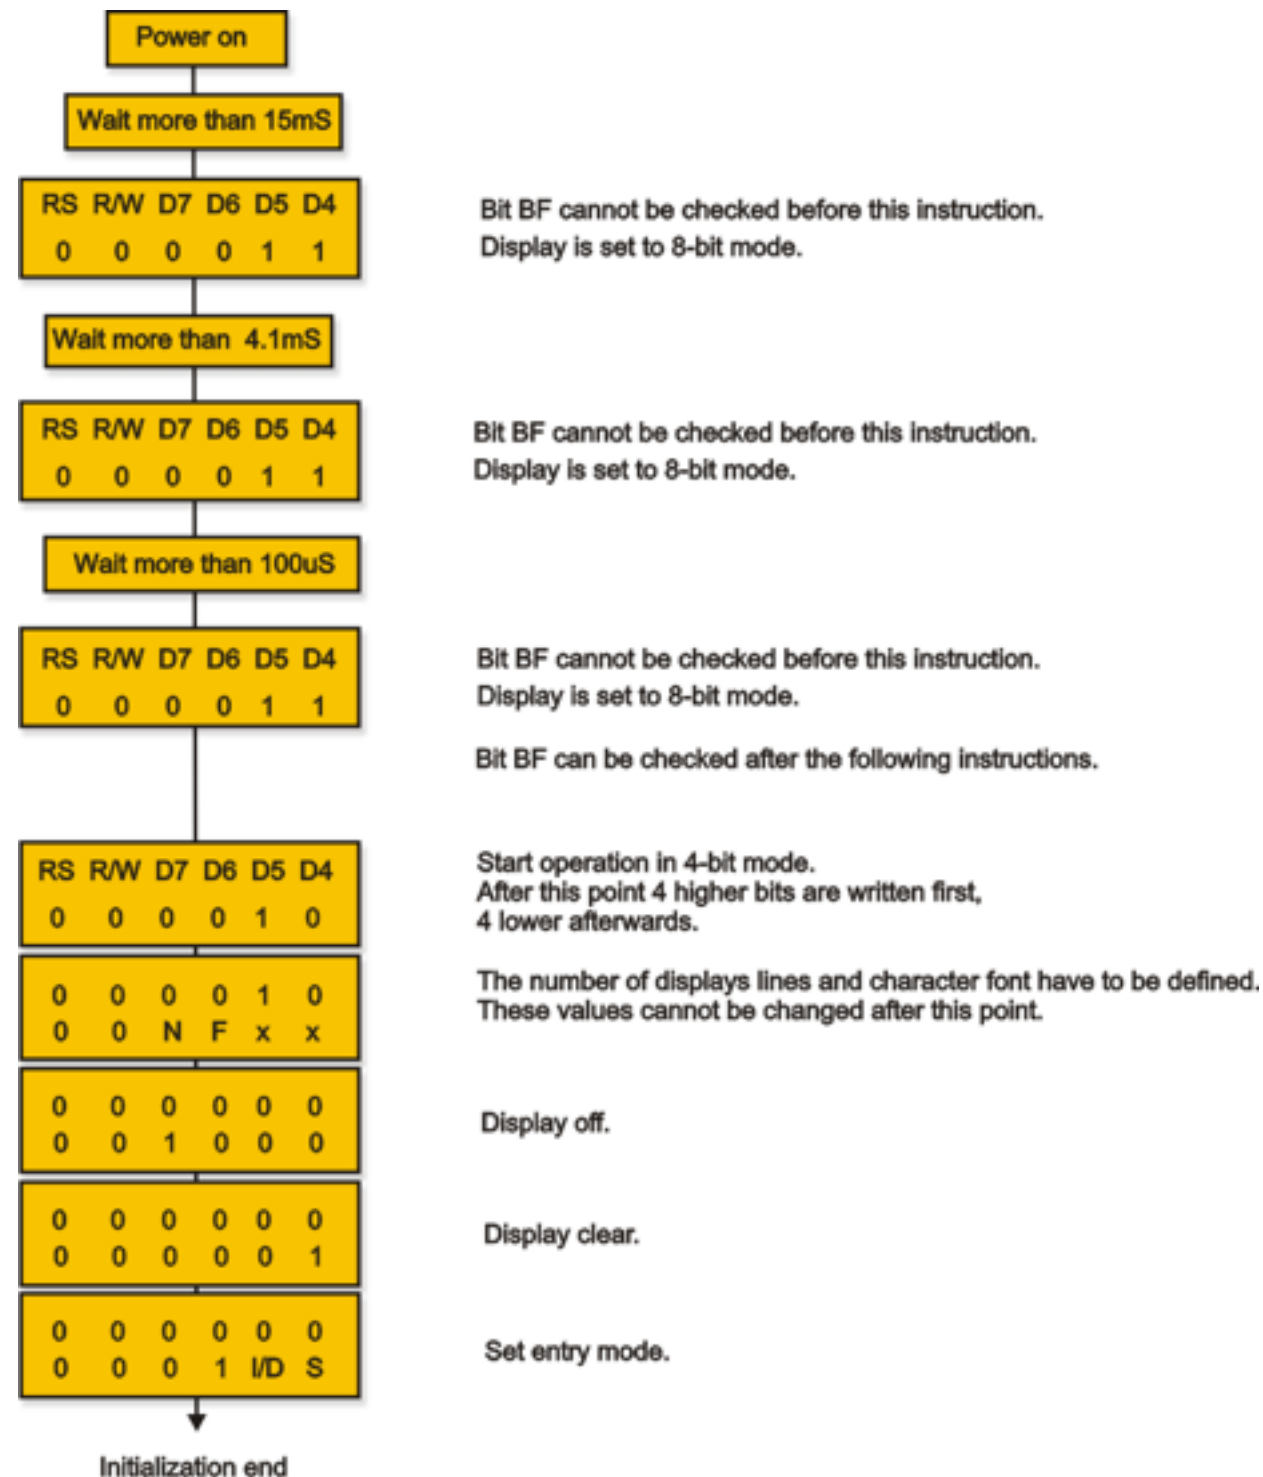 Power on
Wait more than 15mS
RS R/W D7 D6 D5 D4
0 0 0 0 1 1
Bit BF cannot be checked before this instruction.
Display is set to 8-bit mode.
Wait more than 4.1mS
RS R/W D7 D6 D5 D4
0 0 0 0 1 1
Bit BF cannot be checked before this instruction.
Display is set to 8-bit mode.
Wait more than 100uS
RS R/W D7 D6 D5 D4
0 0 0 0 1 1
Bit BF cannot be checked before this instruction.
Display is set to 8-bit mode.
Bit BF can be checked after the following instructions.
RS R/W D7 D6 D5 D4
0 0 0 0 1 0
Start operation in 4-bit mode.
After this point 4 higher bits are written first,
4 lower afterwards.
0 0 0 0 1 0
0 0 N F x x
The number of displays lines and character font have to be defined.
These values cannot be changed after this point.
0 0 0 0 0 0
0 0 1 0 0 0
Display off.
0 0 0 0 0 0
0 0 0 0 0 1
Display clear.
0 0 0 0 0 0
0 0 0 1 I/D S
Set entry mode.
Initialization end